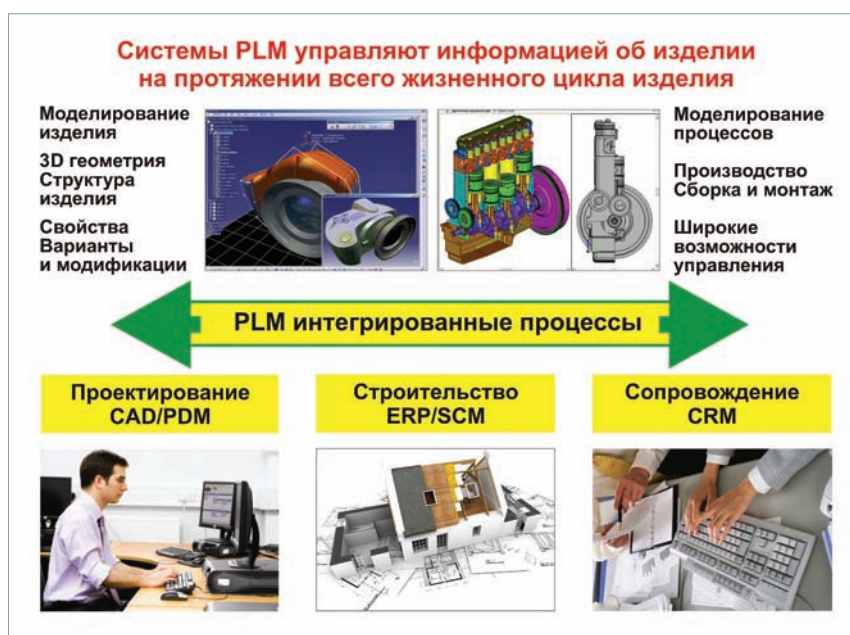 Системы PLM управляют информацией об изделии
на протяжении всего жизненного цикла изделия
Моделирование
изделия
3D геометрия
Структура
изделия
Свойства
Варианты
и модификации
Моделирование
процессов
Производство
Сборка и монтаж
Широкие
возможности
управления
PLM интегрированные процессы
Проектирование
CAD/PDM
Строительство
ERP/SCM
Сопровождение
CRM